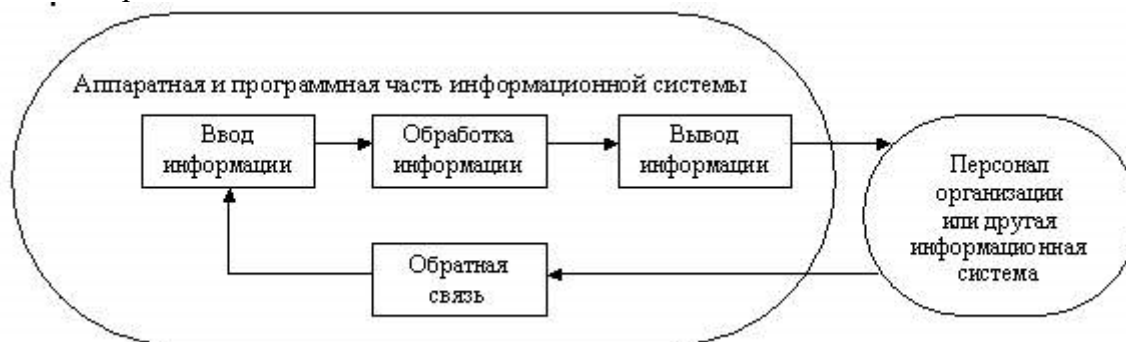 Аппаратная и программная часть информационной системы
Ввод
информации
Обработка
информации
Вывод
информации
Персонал
организации
или другая
информационная
система
Обратная
связь